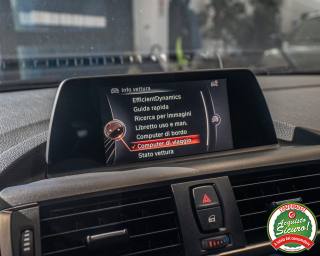 Info vettura
EfficientDynamics
Guida rapida
Ricerca per immagini
Libretto uso e man.
Computer di bordo
✓ Computer di viaggio
Stato vettura
Acquisto
Sicuro!